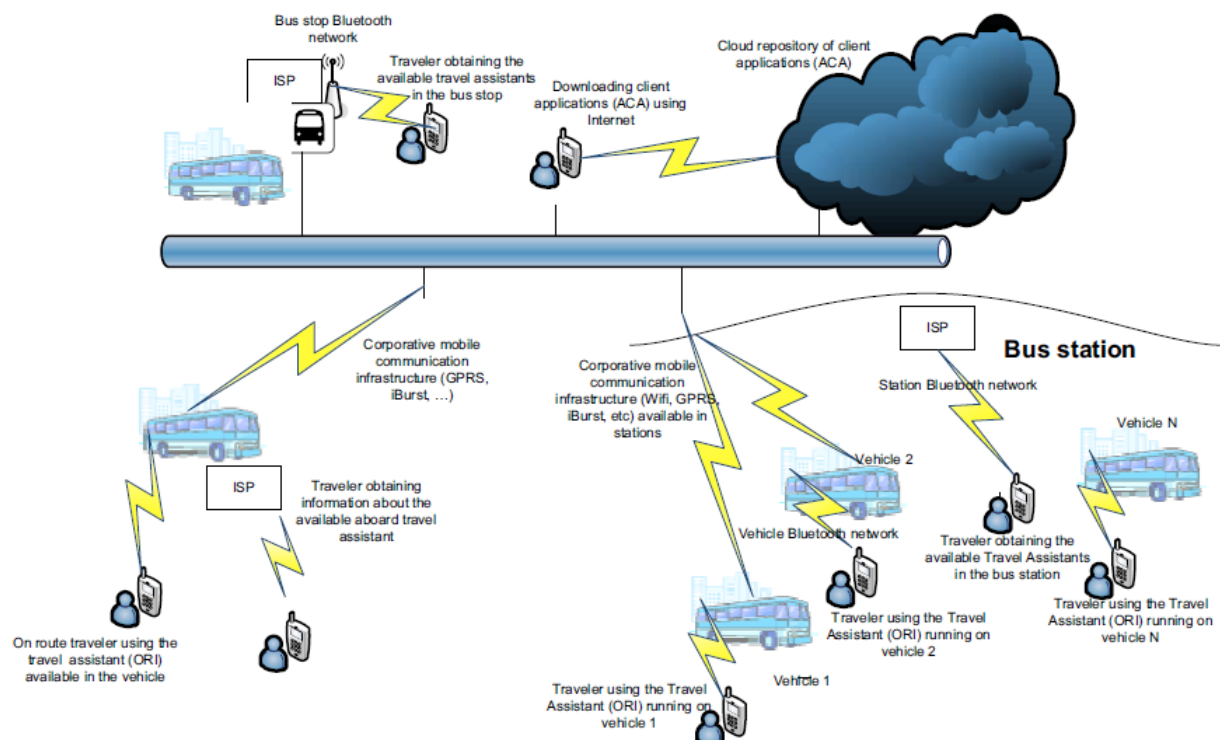 Bus stop Bluetooth
network
ISP
Traveler obtaining the
available travel assistants
in the bus stop
Downloading client
applications (ACA) using
Internet
Cloud repository of client
applications (ACA)
Corporative mobile
communication
infrastructure (GPRS,
iBurst, …)
ISP
Traveler obtaining
information about the
available aboard travel
assistant
On route traveler using the
travel assistant (ORI)
available in the vehicle
Corporative mobile
communication
infrastructure (Wifi, GPRS,
iBurst, etc) available in
stations
ISP
Bus station
Station Bluetooth network
Vehicle 2
Vehicle Bluetooth network
Vehicle N
Traveler obtaining the
available Travel Assistants
in the bus station
Traveler using the Travel
Assistant (ORI) running on
vehicle N
Traveler using the Travel
Assistant (ORI) running on
vehicle 2
Vehicle 1
Traveler using the Travel
Assistant (ORI) running on
vehicle 1